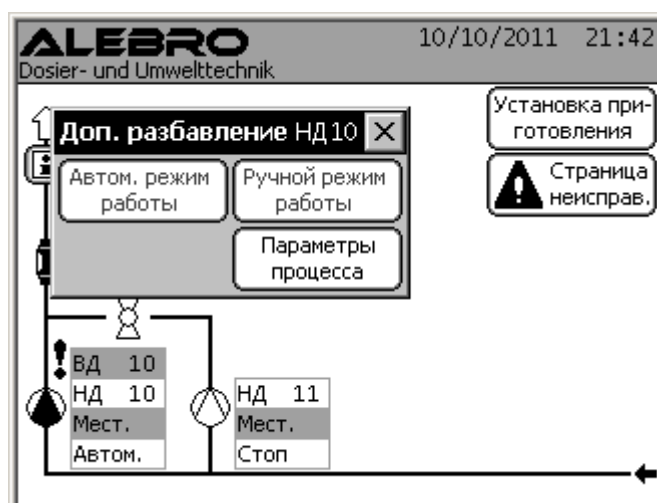 ALEBRO
10/10/2011 21:42
Dosier- und Umwelttechnik
Установка при-
готовления
Доп. разбавление НД10
Автом. режим
работы
Ручной режим
работы
Страница
неисправ.
Параметры
процесса
ВД 10
НД 10
Мест.
Автом.
НД 11
Мест.
Стоп